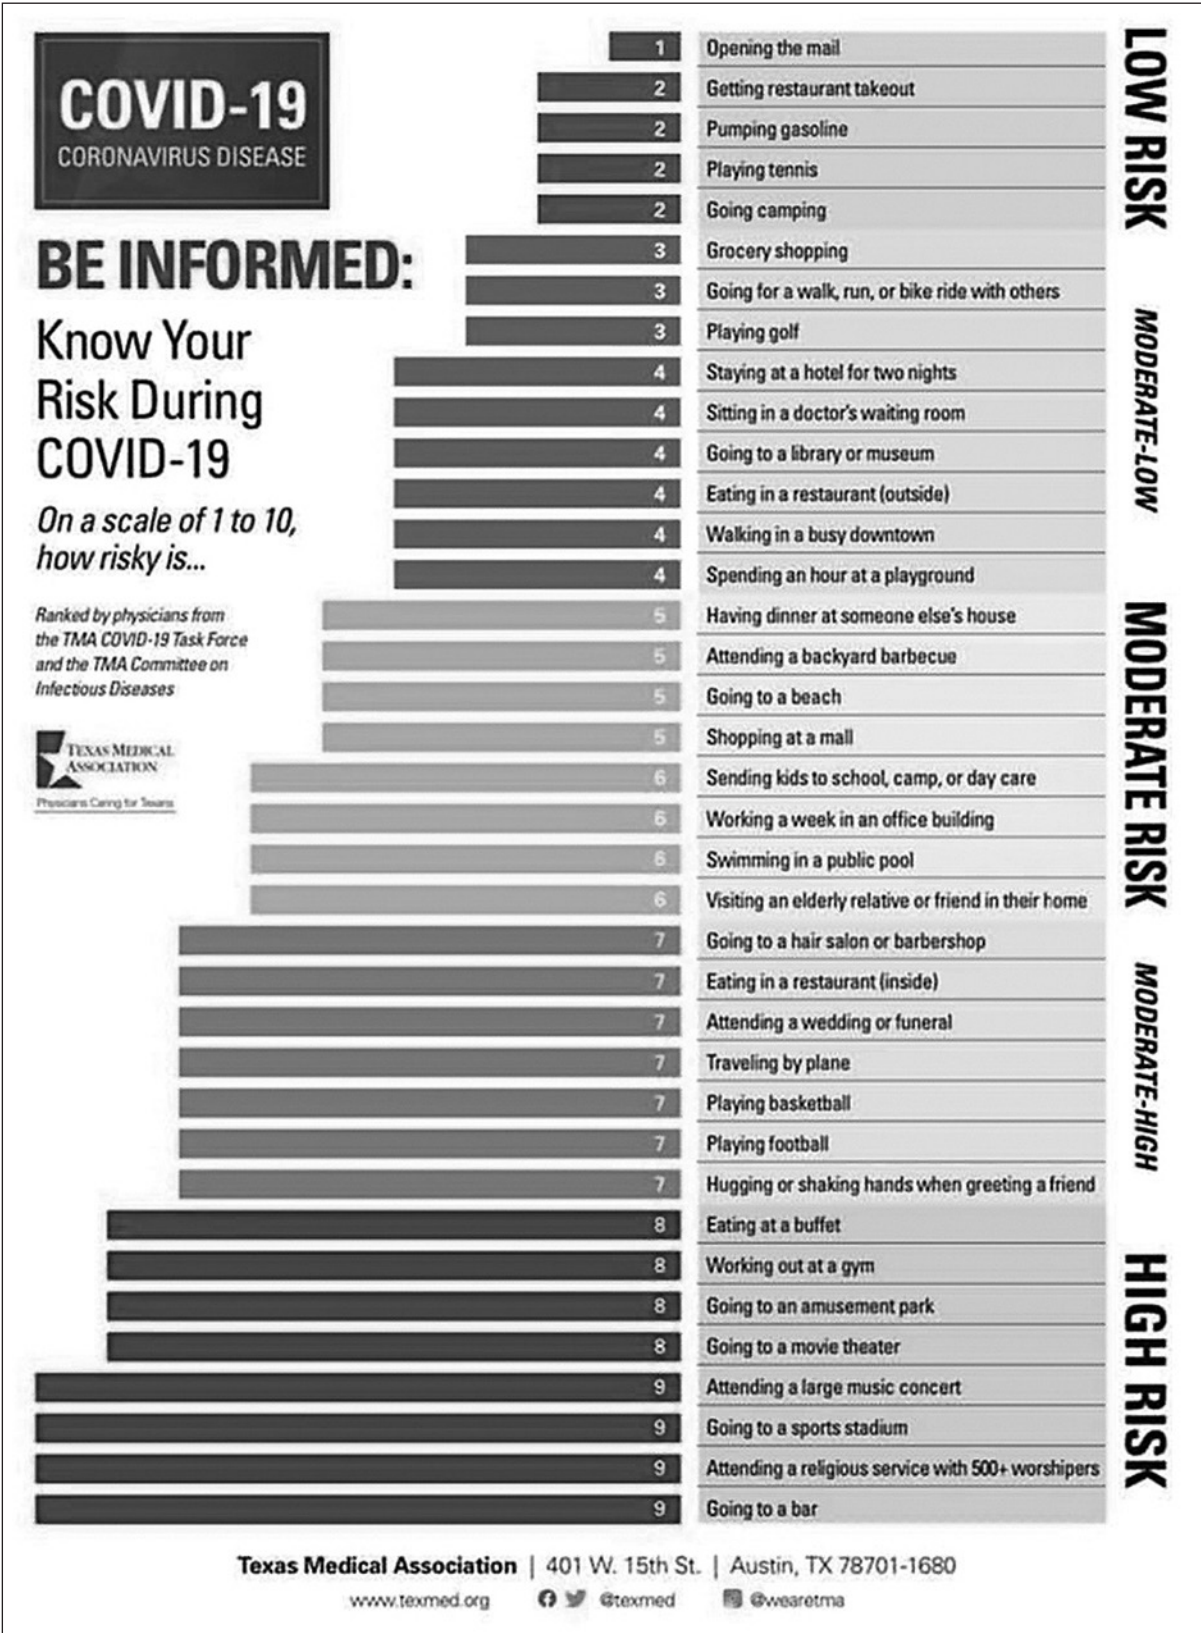 COVID-19
CORONAVIRUS DISEASE
BE INFORMED:
Know Your
Risk During
COVID-19
On a scale of 1 to 10,
how risky is...
Ranked by physicians from
the TMA COVID-19 Task Force
and the TMA Committee on
Infectious Diseases
TEXAS MEDICAL
ASSOCIATION
Physicians Caring for Texans
1 Opening the mail
2 Getting restaurant takeout
2 Pumping gasoline
2 Playing tennis
2 Going camping
3 Grocery shopping
3 Going for a walk, run, or bike ride with others
3 Playing golf
4 Staying at a hotel for two nights
4 Sitting in a doctor's waiting room
4 Going to a library or museum
4 Eating in a restaurant (outside)
4 Walking in a busy downtown
4 Spending an hour at a playground
5 Having dinner at someone else's house
5 Attending a backyard barbecue
5 Going to a beach
5 Shopping at a mall
6 Sending kids to school, camp, or day care
6 Working a week in an office building
6 Swimming in a public pool
6 Visiting an elderly relative or friend in their home
7 Going to a hair salon or barbershop
7 Eating in a restaurant (inside)
7 Attending a wedding or funeral
7 Traveling by plane
7 Playing basketball
7 Playing football
7 Hugging or shaking hands when greeting a friend
8 Eating at a buffet
8 Working out at a gym
8 Going to an amusement park
8 Going to a movie theater
9 Attending a large music concert
9 Going to a sports stadium
9 Attending a religious service with 500+ worshipers
9 Going to a bar
LOW RISK
MODERATE-LOW
MODERATE RISK
MODERATE-HIGH
HIGH RISK
Texas Medical Association | 401 W. 15th St. | Austin, TX 78701-1680
www.texmed.org @texmed @wearetma